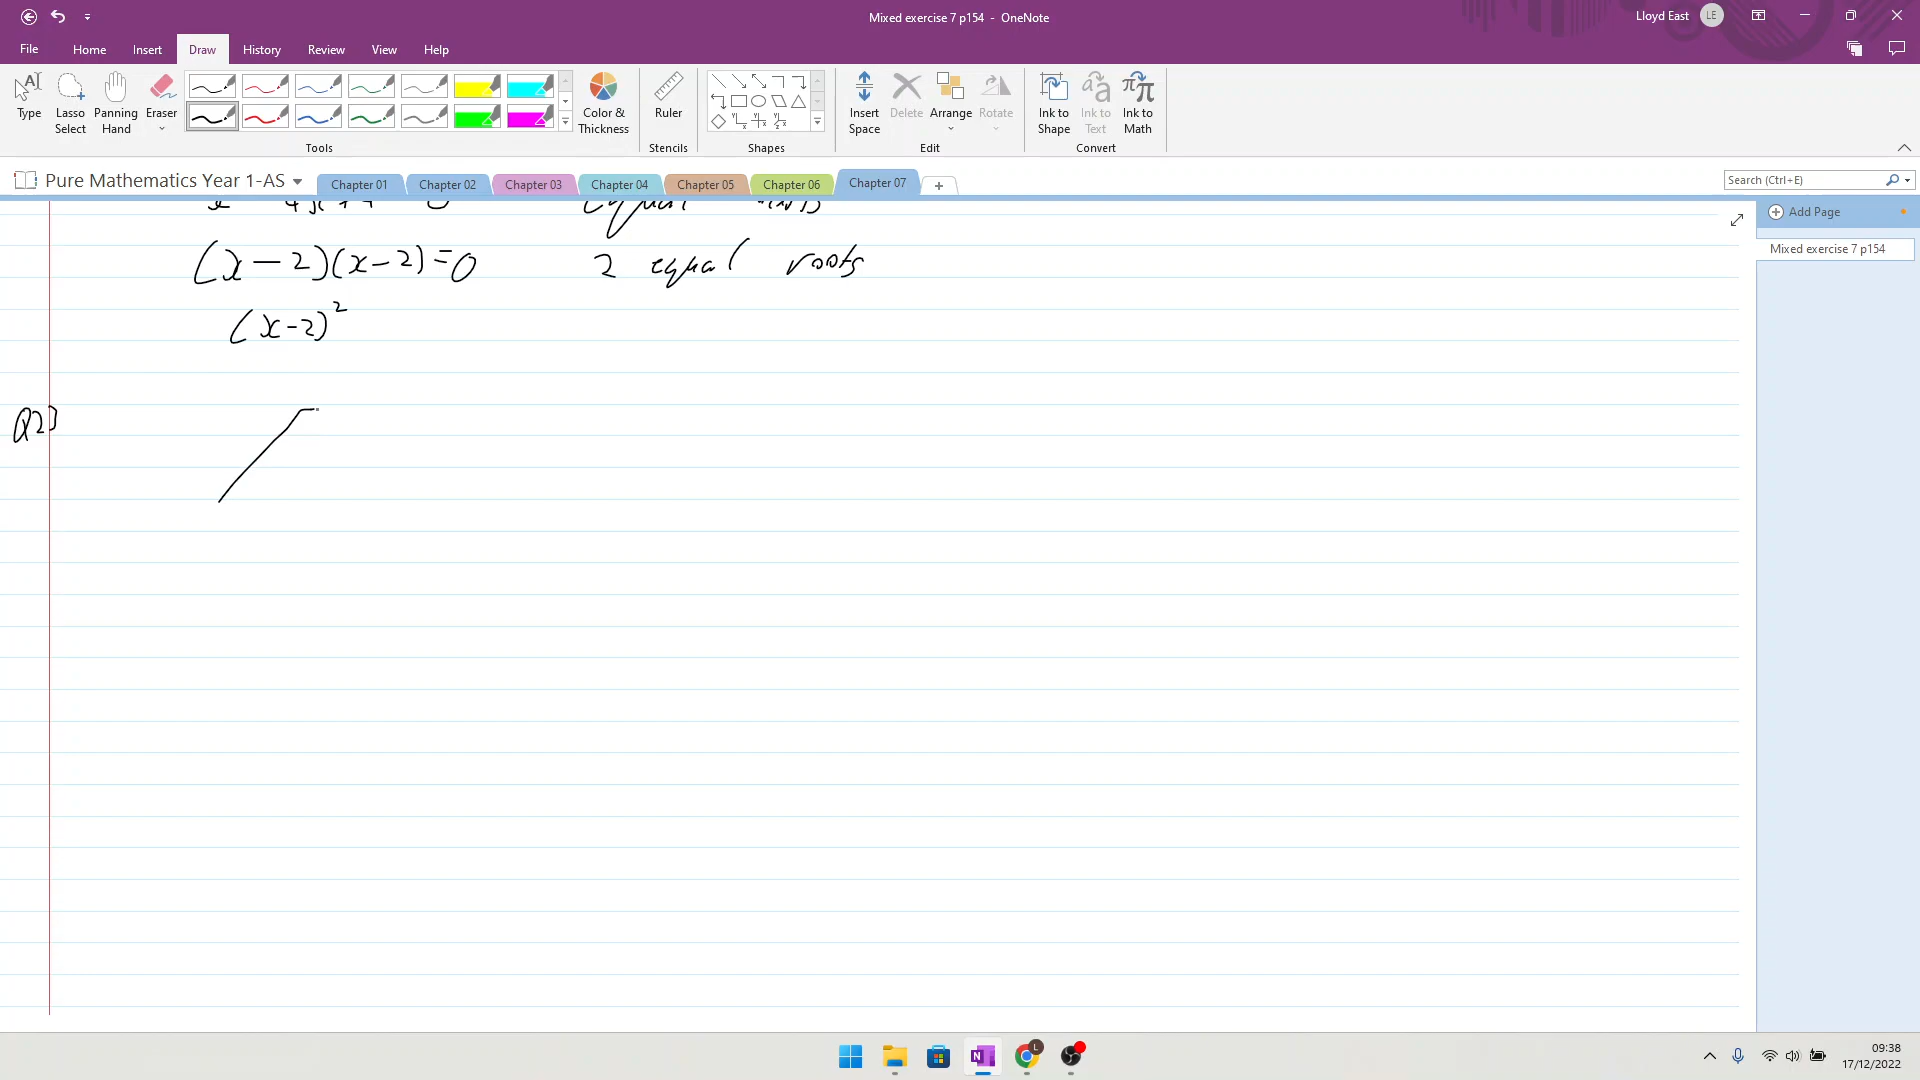 Mixed exercise 7 p154 - OneNote
Lloyd East LE
File Home Insert Draw History Review View Help
Type
Lasso Select
Panning Hand
Eraser
Color & Thickness
Ruler
Insert Space
Delete
Arrange
Rotate
Ink to Shape
Ink to Text
Ink to Math
Tools
Stencils
Shapes
Edit
Convert
Pure Mathematics Year 1-AS
Chapter 01
Chapter 02
Chapter 03
Chapter 04
Chapter 05
Chapter 06
Chapter 07
Search (Ctrl+E)
Add Page
Mixed exercise 7 p154
(x-2)(x-2)=0 2 equal roots
(x-2)²
09:38
17/12/2022